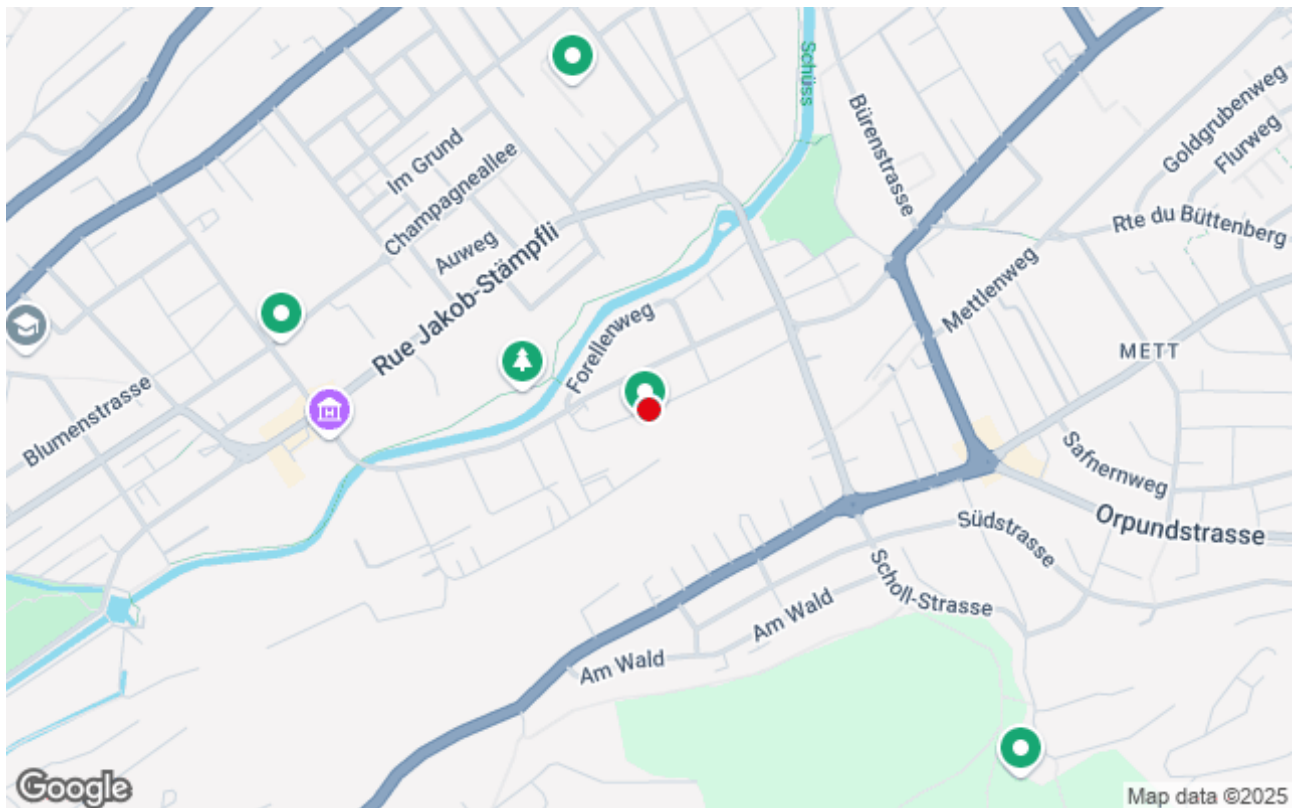 Schüss
Bürenstrasse
Goldgrubenweg
Flurweg
Im Grund
Champagneallee
Auweg
Rue Jakob-Stämpfli
Rte du Büttenberg
Mettlenweg
Forellenweg
METT
Blumenstrasse
H
Safnernweg
Orpundstrasse
Südstrasse
Scholl-Strasse
Am Wald
Am Wald
Google
Map data ©2025